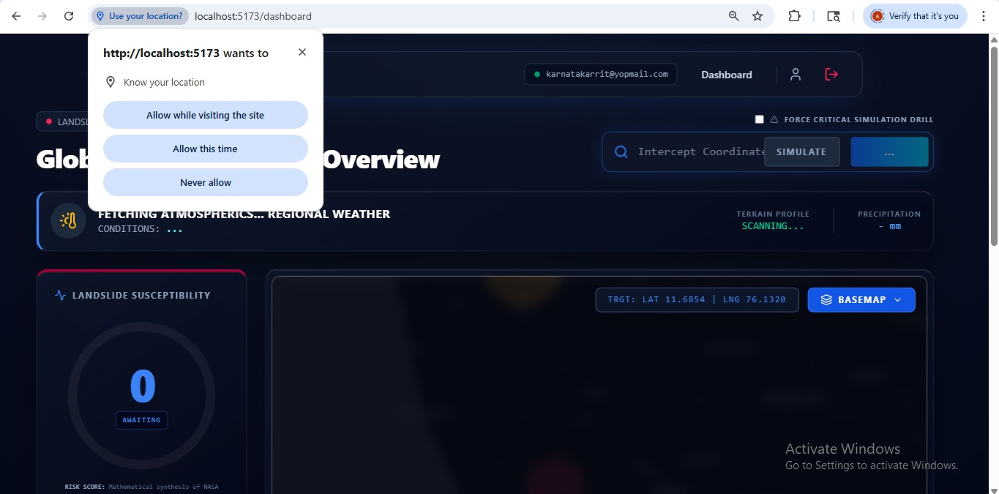 Use your location?
localhost:5173/dashboard
Verify that it's you
http://localhost:5173 wants to
Know your location
Allow while visiting the site
Allow this time
Never allow
karnatakarrit@yopmail.com
Dashboard
LANDSL
FORCE CRITICAL SIMULATION DRILL
Glob
Overview
Intercept Coordinate
SIMULATE
...
FETCHING ATMOSPHERICS... REGIONAL WEATHER
CONDITIONS: ...
TERRAIN PROFILE
SCANNING...
PRECIPITATION
- mm
LANDSLIDE SUSCEPTIBILITY
0
AWAITING
RISK SCORE: Mathematical synthesis of NASA
TRGT: LAT 11.6854 | LNG 76.1320
BASEMAP
Activate Windows
Go to Settings to activate Windows.